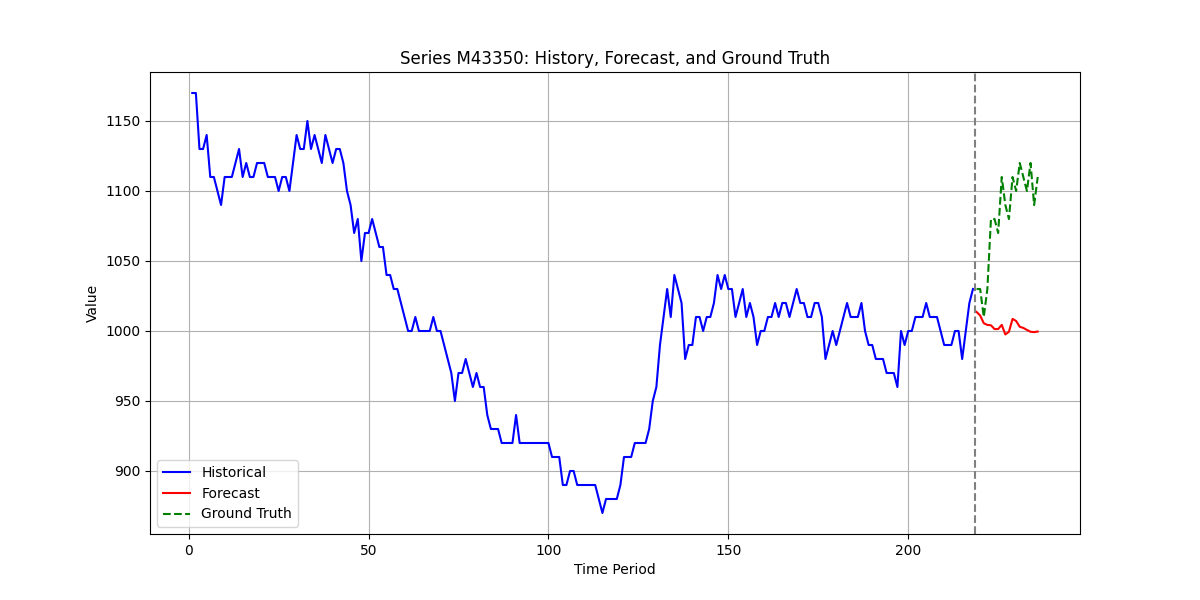 Series M43350: History, Forecast, and Ground Truth
Value
1150
1100
1050
1000
950
900
Historical
Forecast
Ground Truth
0
50
100
150
200
Time Period